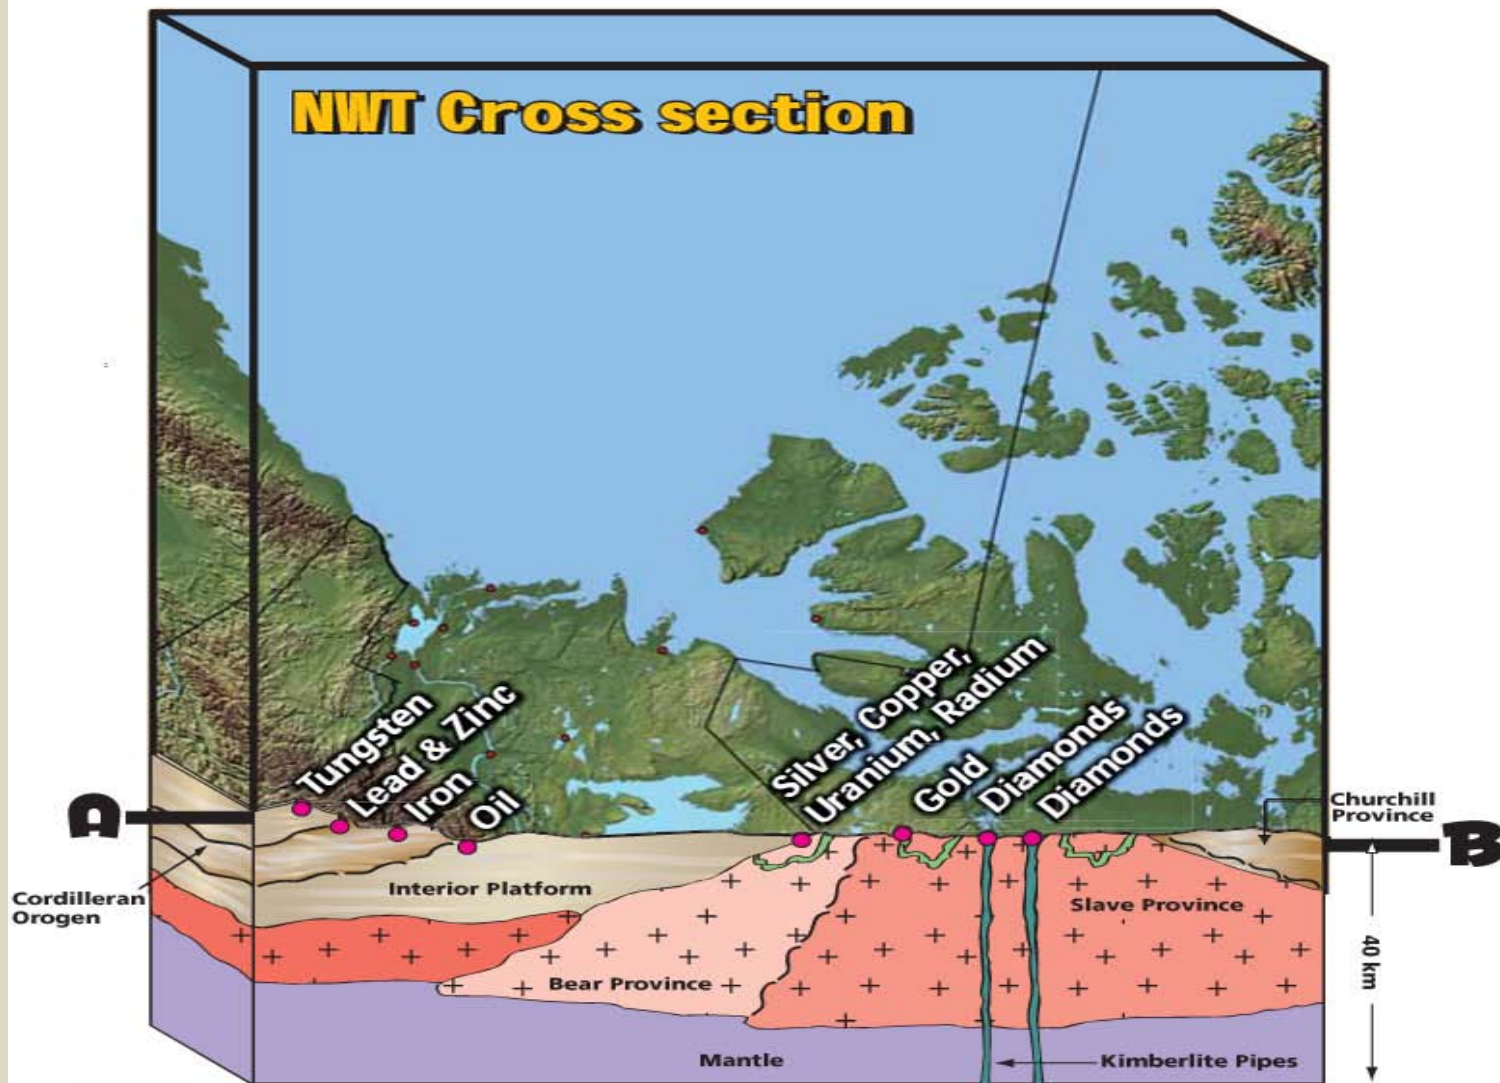 NWT Cross section
Tungsten
Lead & Zinc
Iron
Oil
Silver, Copper,
Uranium, Radium
Gold
Diamonds
Diamonds
A
B
Churchill
Province
Cordilleran
Orogen
Interior Platform
Slave Province
Bear Province
40 km
Mantle
Kimberlite Pipes